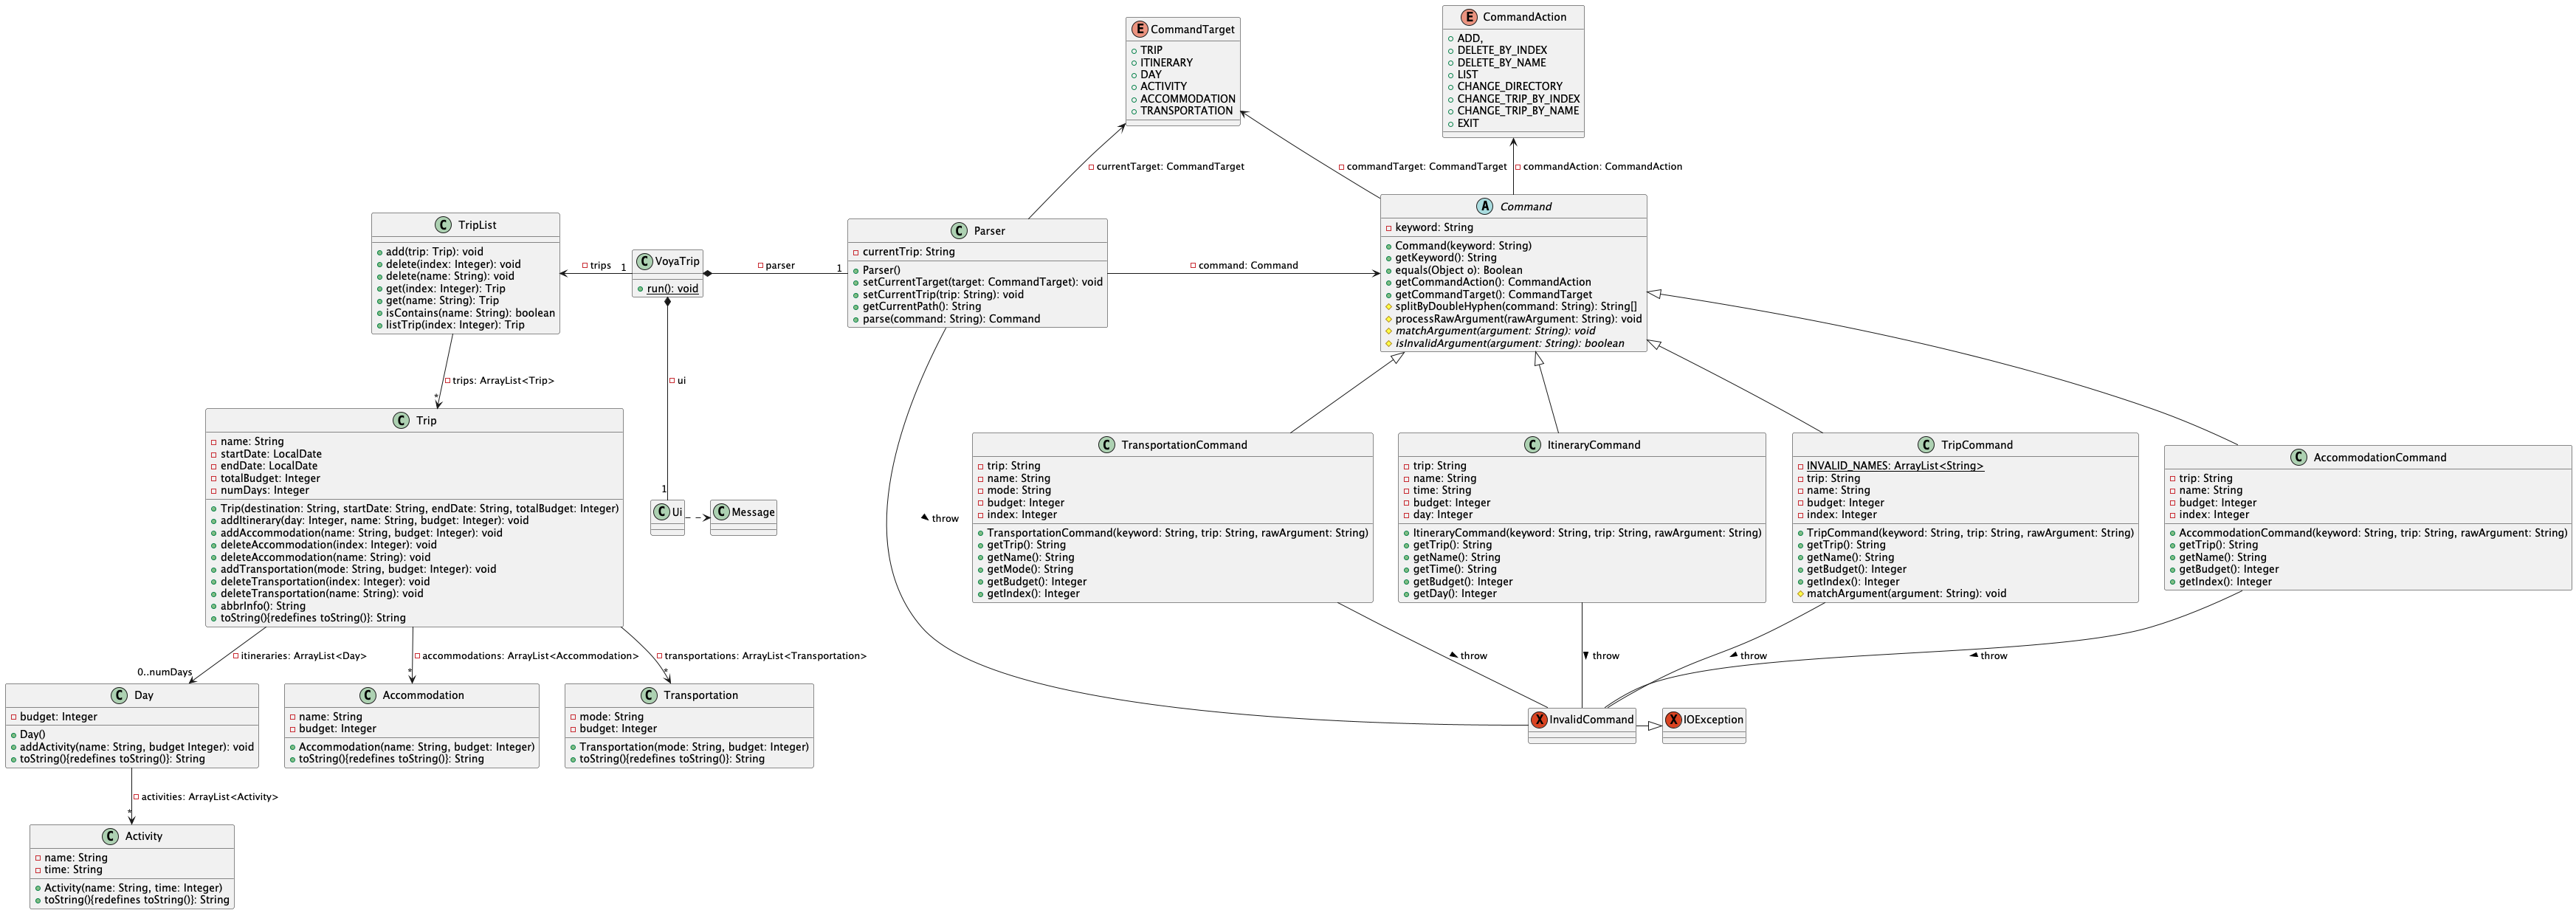 E CommandTarget
TRIP
ITINERARY
DAY
ACTIVITY
ACCOMMODATION
TRANSPORTATION
E CommandAction
ADD,
DELETE_BY_INDEX
DELETE_BY_NAME
LIST
CHANGE_DIRECTORY
CHANGE_TRIP_BY_INDEX
CHANGE_TRIP_BY_NAME
EXIT
currentTarget: CommandTarget
commandTarget: CommandTarget
commandAction: CommandAction
C TripList
add(trip: Trip): void
delete(index: Integer): void
delete(name: String): void
get(index: Integer): Trip
get(name: String): Trip
isContains(name: String): boolean
listTrip(index: Integer): Trip
trips
1
C VoyaTrip
run(): void
parser
1
C Parser
currentTrip: String
Parser()
setCurrentTarget(target: CommandTarget): void
setCurrentTrip(trip: String): void
getCurrentPath(): String
parse(command: String): Command
command: Command
A Command
keyword: String
Command(keyword: String)
getKeyword(): String
equals(Object o): Boolean
getCommandAction(): CommandAction
getCommandTarget(): CommandTarget
splitByDoubleHyphen(command: String): String[]
processRawArgument(rawArgument: String): void
matchArgument(argument: String): void
isInvalidArgument(argument: String): boolean
trips: ArrayList<Trip>
*
ui
1
C Trip
name: String
startDate: LocalDate
endDate: LocalDate
totalBudget: Integer
numDays: Integer
Trip(destination: String, startDate: String, endDate: String, totalBudget: Integer)
addItinerary(day: Integer, name: String, budget: Integer): void
addAccommodation(name: String, budget: Integer): void
deleteAccommodation(index: Integer): void
deleteAccommodation(name: String): void
addTransportation(mode: String, budget: Integer): void
deleteTransportation(index: Integer): void
deleteTransportation(name: String): void
abbrInfo(): String
toString(){redefines toString()}: String
C Ui
C Message
throw
C TransportationCommand
trip: String
name: String
mode: String
budget: Integer
index: Integer
TransportationCommand(keyword: String, trip: String, rawArgument: String)
getTrip(): String
getName(): String
getMode(): String
getBudget(): Integer
getIndex(): Integer
C ItineraryCommand
trip: String
name: String
time: String
budget: Integer
day: Integer
ItineraryCommand(keyword: String, trip: String, rawArgument: String)
getTrip(): String
getName(): String
getTime(): String
getBudget(): Integer
getDay(): Integer
C TripCommand
INVALID_NAMES: ArrayList<String>
trip: String
name: String
budget: Integer
index: Integer
TripCommand(keyword: String, trip: String, rawArgument: String)
getTrip(): String
getName(): String
getBudget(): Integer
getIndex(): Integer
matchArgument(argument: String): void
C AccommodationCommand
trip: String
name: String
budget: Integer
index: Integer
AccommodationCommand(keyword: String, trip: String, rawArgument: String)
getTrip(): String
getName(): String
getBudget(): Integer
getIndex(): Integer
itineraries: ArrayList<Day>
0..numDays
accommodations: ArrayList<Accommodation>
*
transportations: ArrayList<Transportation>
*
throw
throw
throw
throw
C Day
budget: Integer
Day()
addActivity(name: String, budget Integer): void
toString(){redefines toString()}: String
C Accommodation
name: String
budget: Integer
Accommodation(name: String, budget: Integer)
toString(){redefines toString()}: String
C Transportation
mode: String
budget: Integer
Transportation(mode: String, budget: Integer)
toString(){redefines toString()}: String
X InvalidCommand
X IOException
activities: ArrayList<Activity>
*
C Activity
name: String
time: String
Activity(name: String, time: Integer)
toString(){redefines toString()}: String